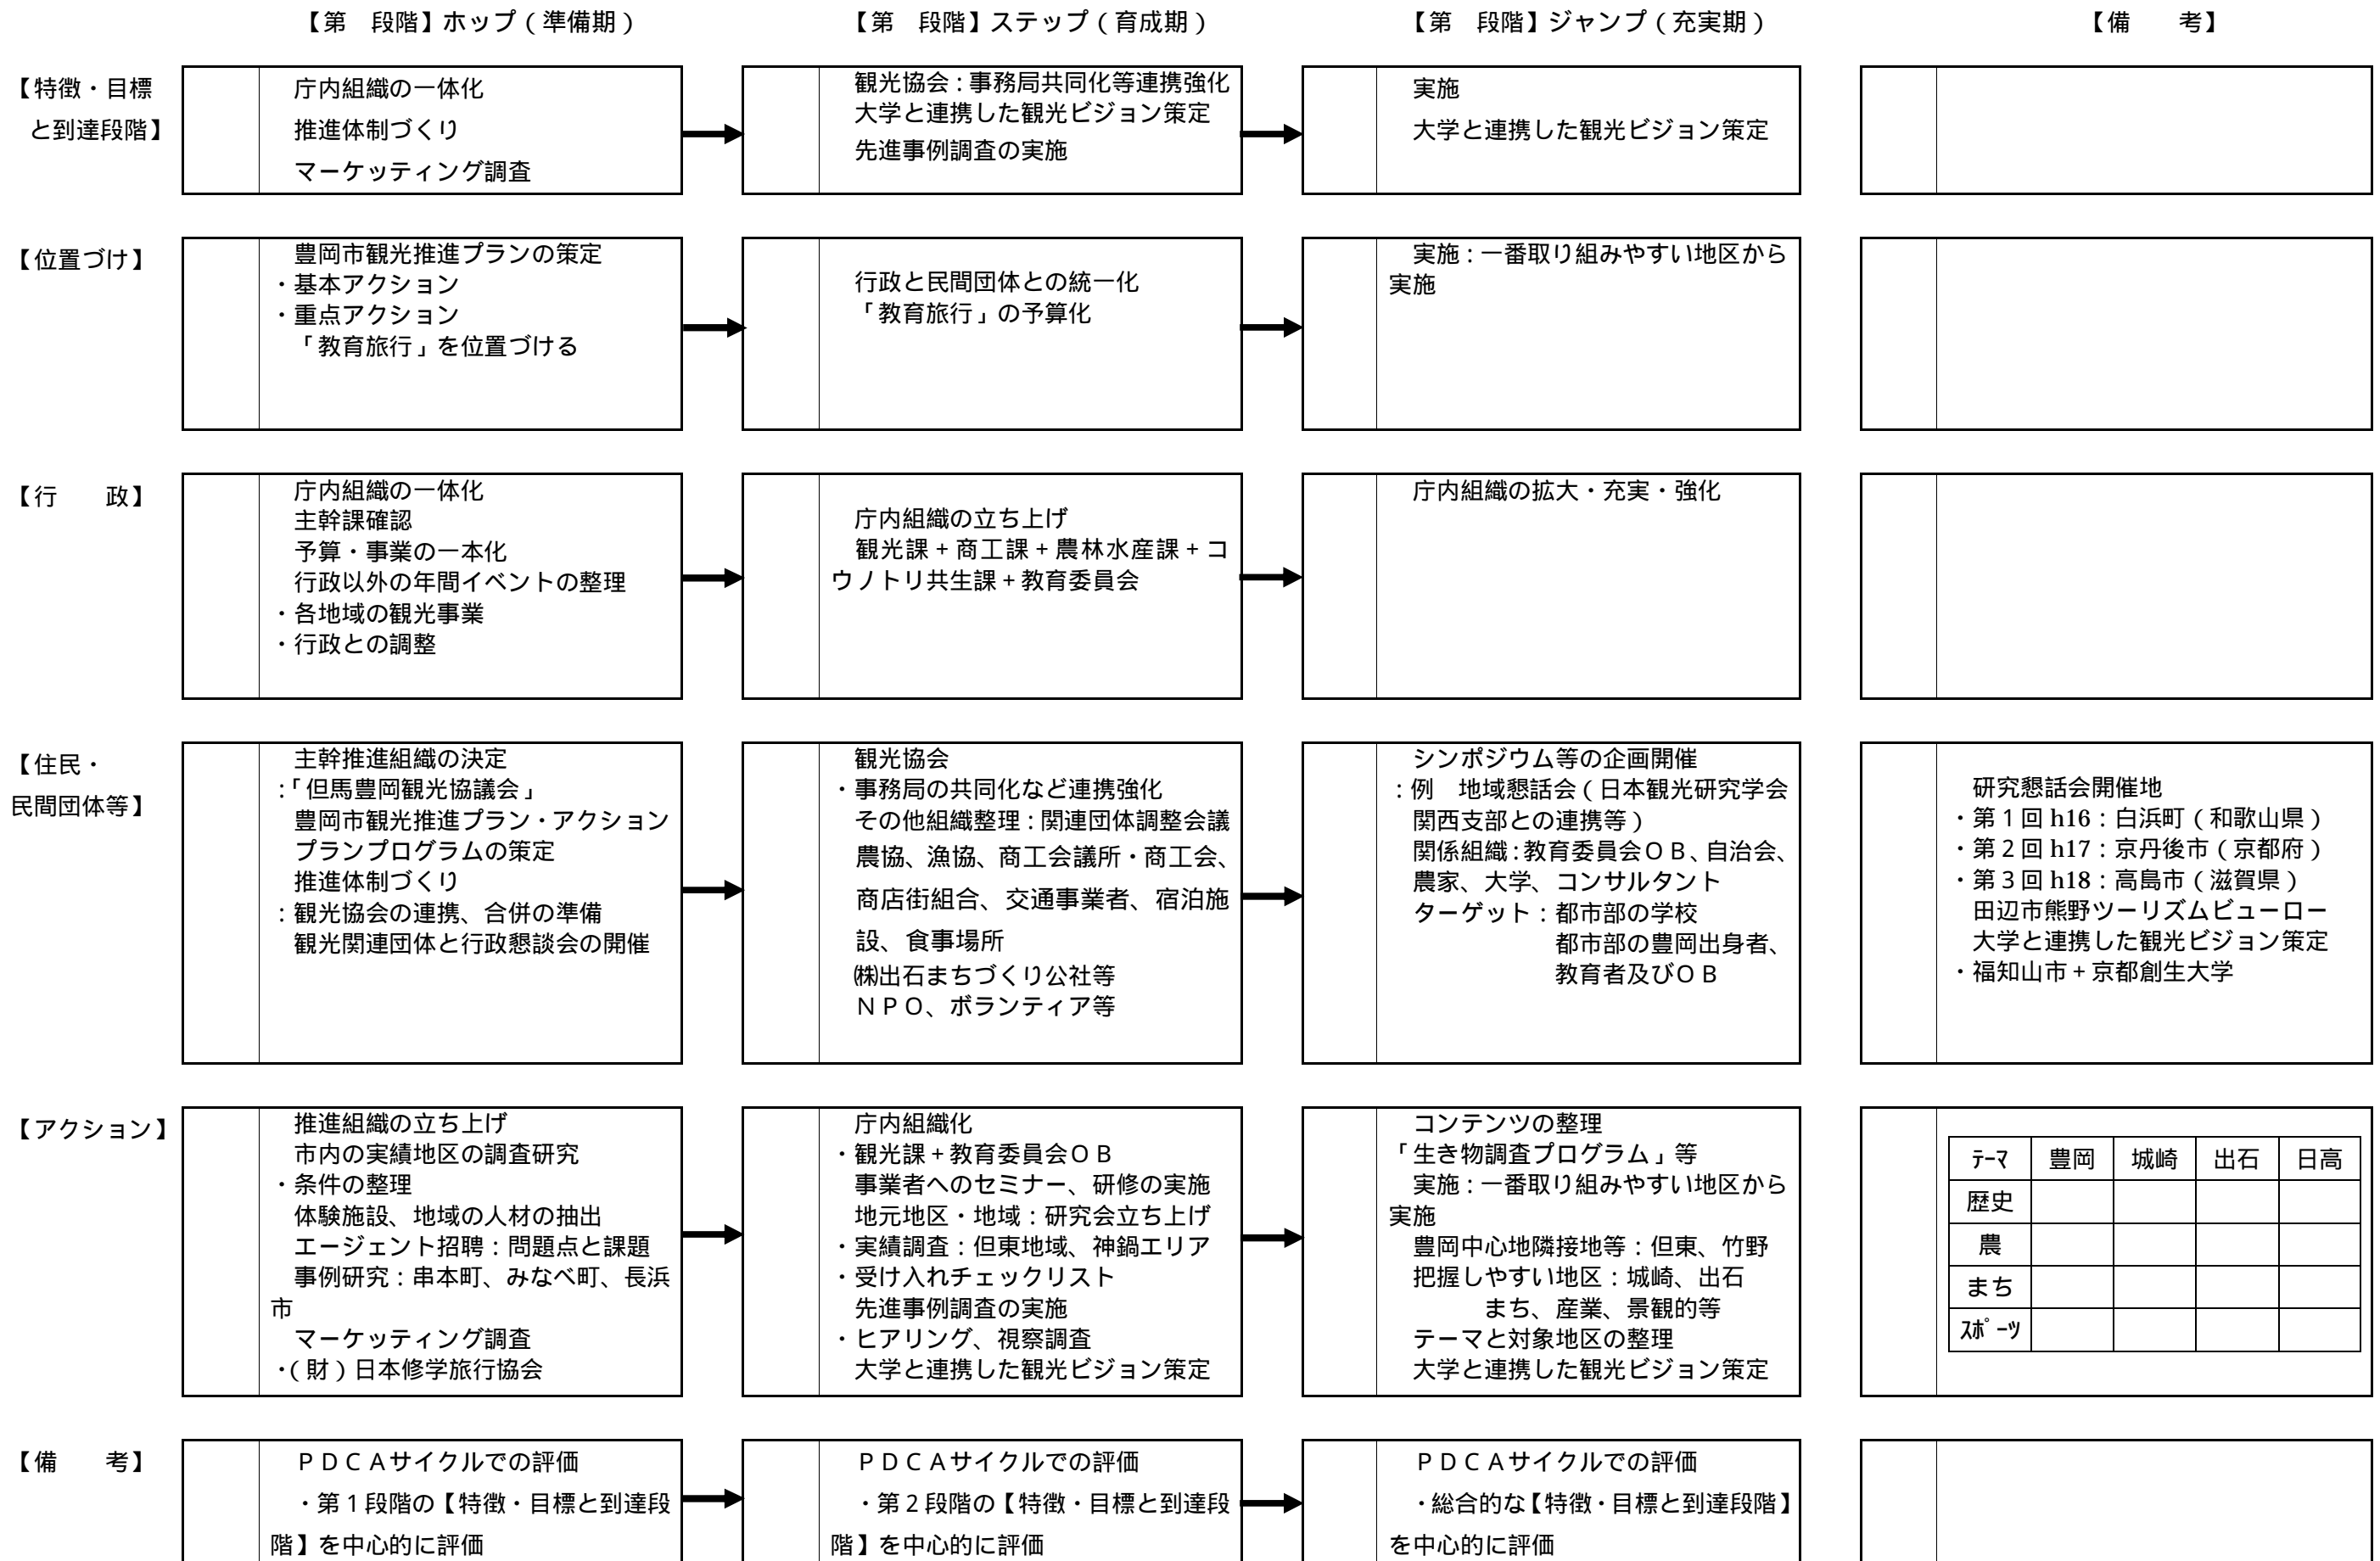 【第　段階】ホップ（準備期）
【第　段階】ステップ（育成期）
【第　段階】ジャンプ（充実期）
【備　　考】
【特徴・目標
と到達段階】
庁内組織の一体化
推進体制づくり
マーケッティング調査
観光協会：事務局共同化等連携強化
大学と連携した観光ビジョン策定
先進事例調査の実施
実施
大学と連携した観光ビジョン策定
【位置づけ】
豊岡市観光推進プランの策定
・基本アクション
・重点アクション
「教育旅行」を位置づける
行政と民間団体との統一化
「教育旅行」の予算化
実施：一番取り組みやすい地区から
実施
【行　　政】
庁内組織の一体化
主幹課確認
予算・事業の一本化
行政以外の年間イベントの整理
・各地域の観光事業
・行政との調整
庁内組織の立ち上げ
観光課＋商工課＋農林水産課＋コ
ウノトリ共生課＋教育委員会
庁内組織の拡大・充実・強化
【住民・
民間団体等】
主幹推進組織の決定
：「但馬豊岡観光協議会」
豊岡市観光推進プラン・アクション
プランプログラムの策定
推進体制づくり
：観光協会の連携、合併の準備
観光関連団体と行政懇談会の開催
観光協会
・事務局の共同化など連携強化
その他組織整理：関連団体調整会議
農協、漁協、商工会議所・商工会、
商店街組合、交通事業者、宿泊施
設、食事場所
㈱出石まちづくり公社等
ＮＰＯ、ボランティア等
シンポジウム等の企画開催
：例　地域懇話会（日本観光研究学会
関西支部との連携等）
関係組織：教育委員会ＯＢ、自治会、
農家、大学、コンサルタント
ターゲット：都市部の学校
都市部の豊岡出身者、
教育者及びＯＢ
研究懇話会開催地
・第１回 h16：白浜町（和歌山県）
・第２回 h17：京丹後市（京都府）
・第３回 h18：高島市（滋賀県）
田辺市熊野ツーリズムビューロー
大学と連携した観光ビジョン策定
・福知山市＋京都創生大学
【アクション】
推進組織の立ち上げ
市内の実績地区の調査研究
・条件の整理
体験施設、地域の人材の抽出
エージェント招聘：問題点と課題
事例研究：串本町、みなべ町、長浜
市
マーケッティング調査
・（財）日本修学旅行協会
庁内組織化
・観光課＋教育委員会ＯＢ
事業者へのセミナー、研修の実施
地元地区・地域：研究会立ち上げ
・実績調査：但東地域、神鍋エリア
・受け入れチェックリスト
先進事例調査の実施
・ヒアリング、視察調査
大学と連携した観光ビジョン策定
コンテンツの整理
「生き物調査プログラム」等
実施：一番取り組みやすい地区から
実施
豊岡中心地隣接地等：但東、竹野
把握しやすい地区：城崎、出石
まち、産業、景観的等
テーマと対象地区の整理
大学と連携した観光ビジョン策定
ﾃｰﾏ　豊岡　城崎　出石　日高
歴史
農
まち
ｽﾎﾟｰﾂ
【備　　考】
ＰＤＣＡサイクルでの評価
・第１段階の【特徴・目標と到達段
階】を中心的に評価
ＰＤＣＡサイクルでの評価
・第２段階の【特徴・目標と到達段
階】を中心的に評価
ＰＤＣＡサイクルでの評価
・総合的な【特徴・目標と到達段階】
を中心的に評価